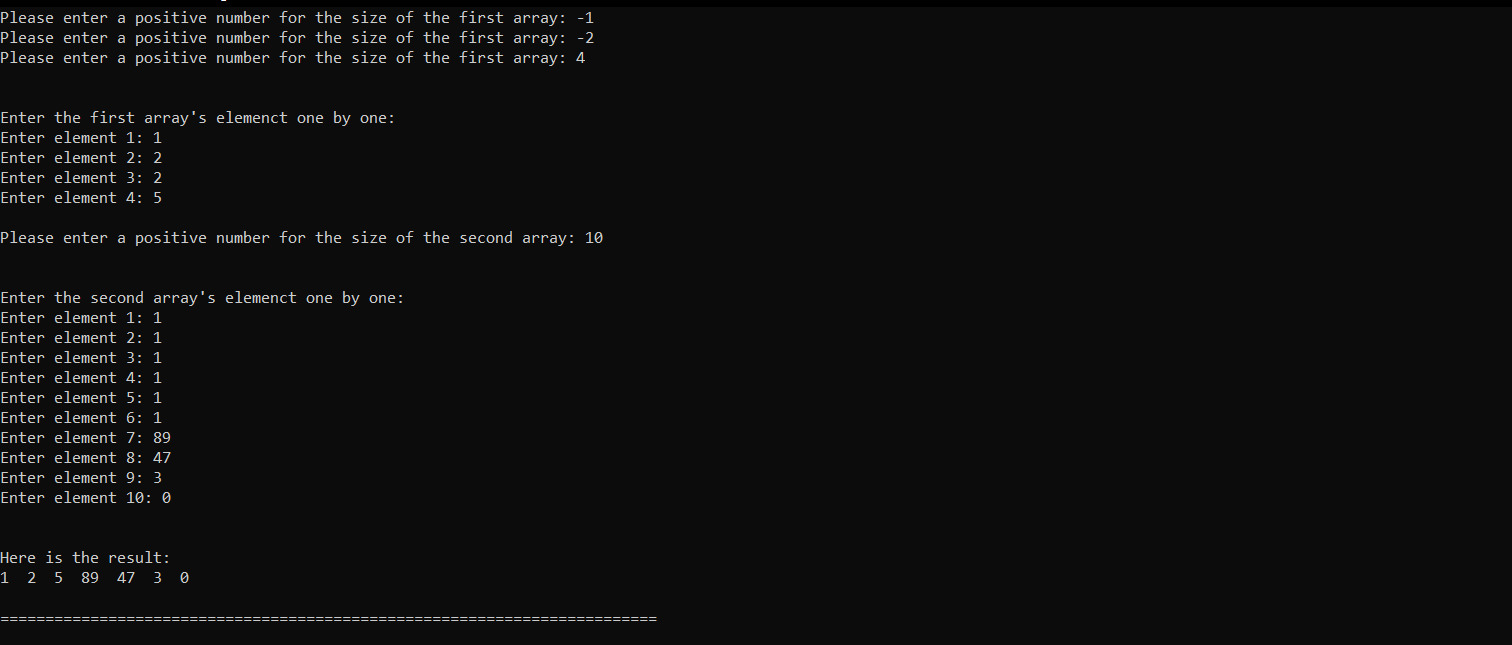 Please enter a positive number for the size of the first array: -1
Please enter a positive number for the size of the first array: -2
Please enter a positive number for the size of the first array: 4
Enter the first array's elemenct one by one:
Enter element 1: 1
Enter element 2: 2
Enter element 3: 2
Enter element 4: 5
Please enter a positive number for the size of the second array: 10
Enter the second array's elemenct one by one:
Enter element 1: 1
Enter element 2: 1
Enter element 3: 1
Enter element 4: 1
Enter element 5: 1
Enter element 6: 1
Enter element 7: 89
Enter element 8: 47
Enter element 9: 3
Enter element 10: 0
Here is the result:
1  2  5  89  47  3  0
=========================================================================